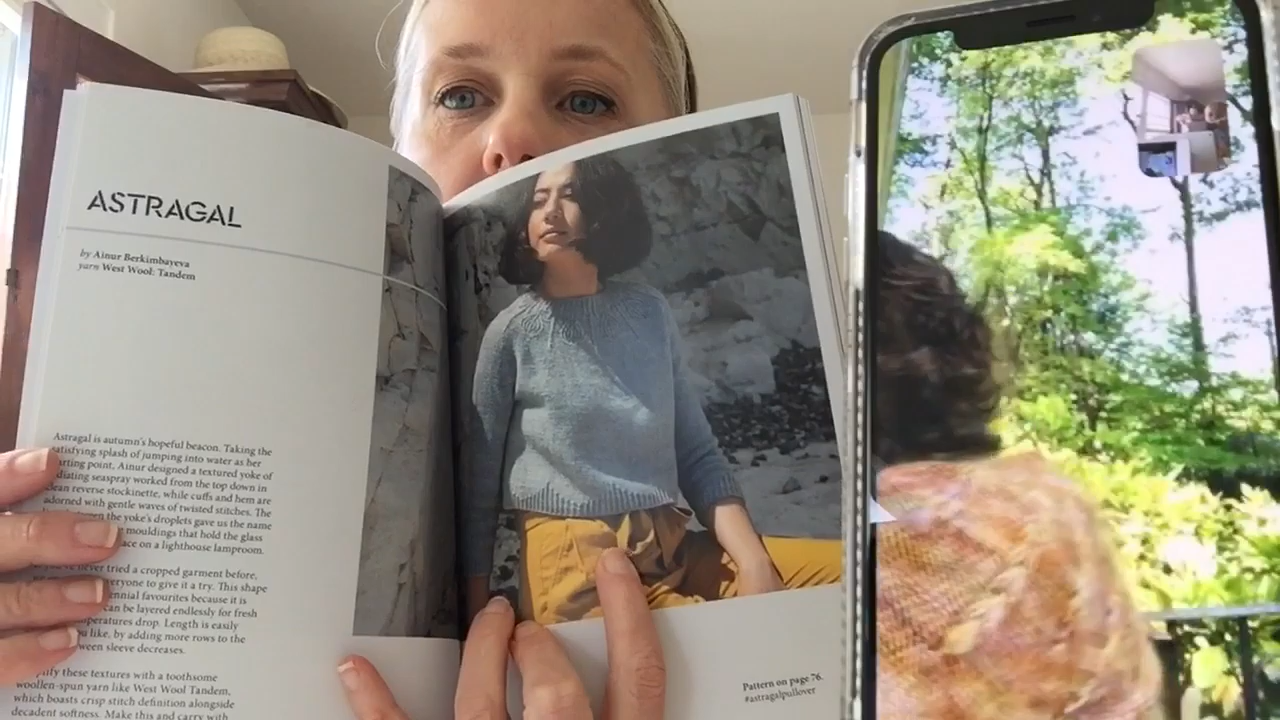 ASTRAGAL
by Ainur Berkimbayeva
yarn West Wool: Tandem
Astragal is autumn's hopeful beacon. Taking the
satisfying splash of jumping into water as her
starting point, Ainur designed a textured yoke of
radiating seaspray worked from the top down in
clean reverse stockinette, while cuffs and hem are
adorned with gentle waves of twisted stitches. The
the yoke's droplets gave us the name
mouldings that hold the glass
ace on a lighthouse lamproom.
never tried a cropped garment before,
everyone to give it a try. This shape
ennial favourites because it is
can be layered endlessly for fresh
peratures drop. Length is easily
like, by adding more rows to the
ween sleeve decreases.
these textures with a toothsome
woollen-spun yarn like West Wool Tandem,
which boasts crisp stitch definition alongside
decadent softness. Make this and carry with
Pattern on page 76.
#astragalpullover